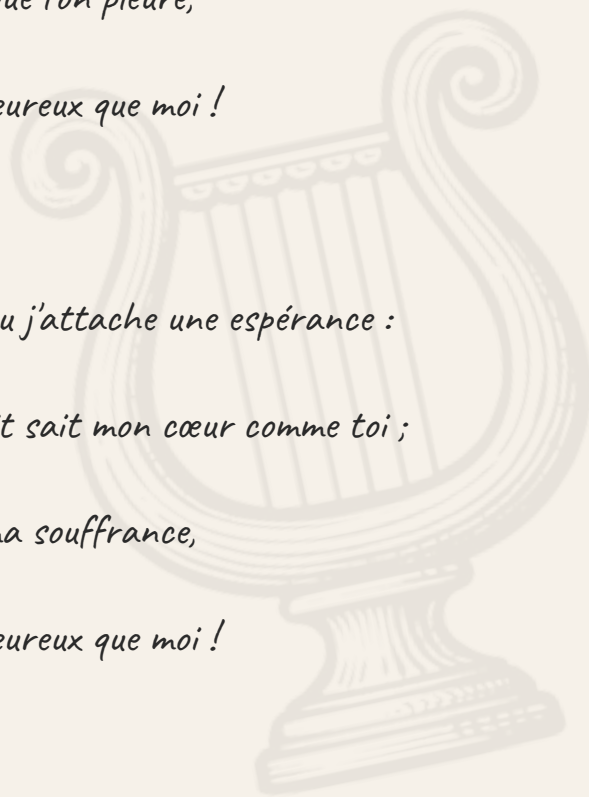 ue l'on pleure,
eureux que moi !
u j'attache une espérance :
t sait mon cœur comme toi ;
a souffrance,
eureux que moi !